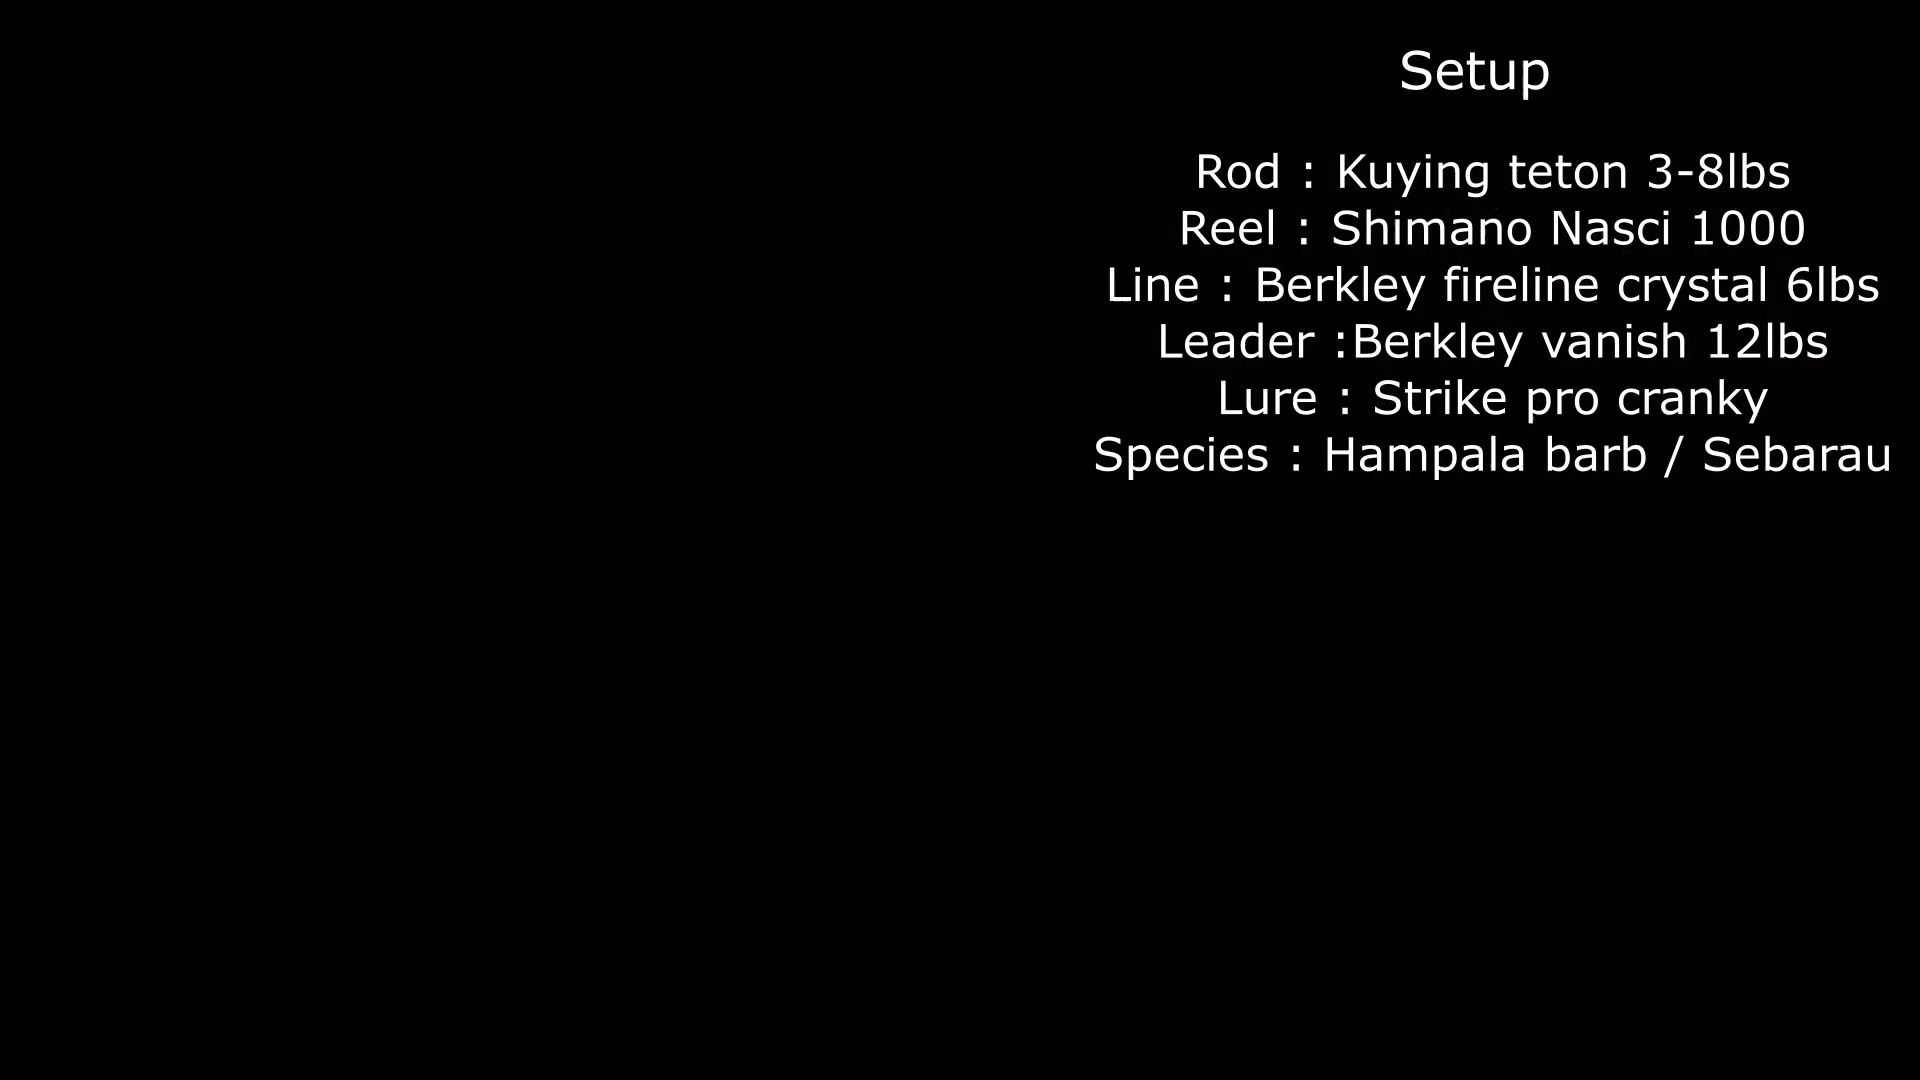 Setup
Rod : Kuying teton 3-8lbs
Reel : Shimano Nasci 1000
Line : Berkley fireline crystal 6lbs
Leader :Berkley vanish 12lbs
Lure : Strike pro cranky
Species : Hampala barb / Sebarau